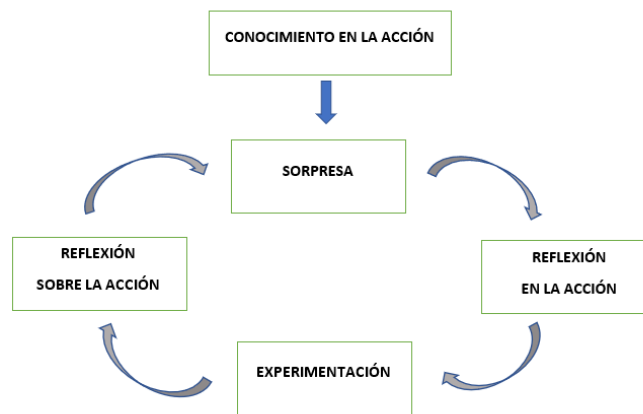 CONOCIMIENTO EN LA ACCIÓN
SORPRESA
REFLEXIÓN
SOBRE LA ACCIÓN
REFLEXIÓN
EN LA ACCIÓN
EXPERIMENTACIÓN